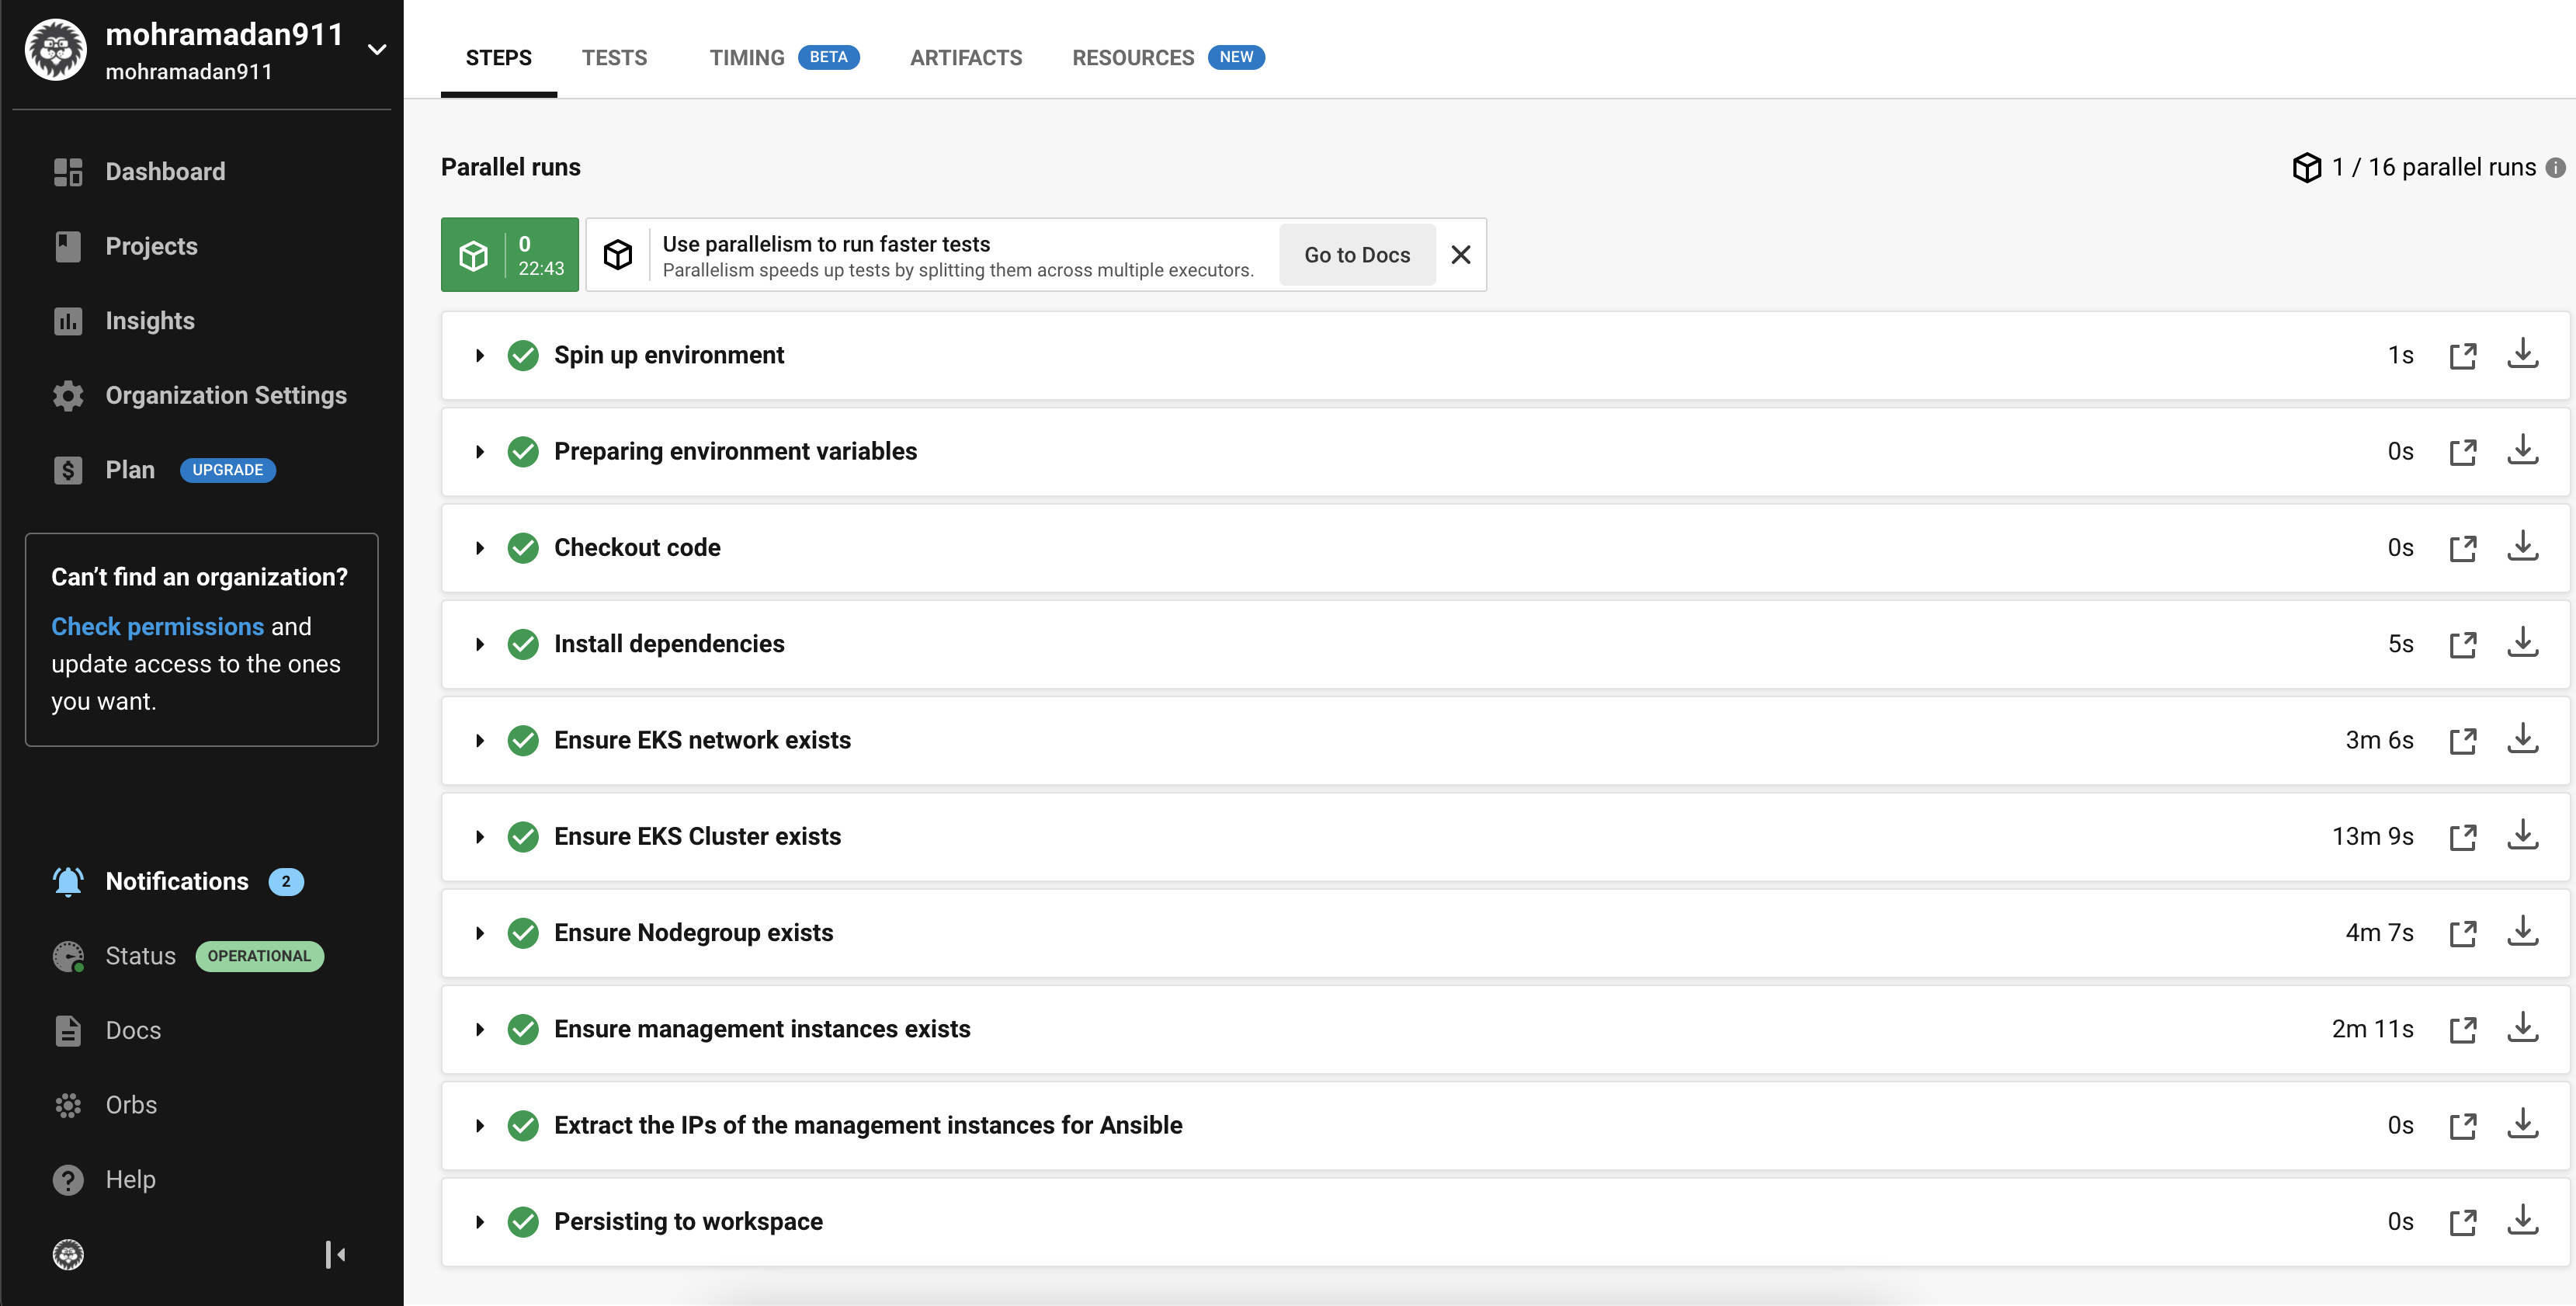 mohramadan911
mohramadan911
Dashboard
Projects
Insights
Organization Settings
Plan UPGRADE
Can't find an organization?
Check permissions and
update access to the ones
you want.
Notifications 2
Status OPERATIONAL
Docs
Orbs
Help
STEPS TESTS TIMING BETA ARTIFACTS RESOURCES NEW
Parallel runs 1 / 16 parallel runs
0
22:43
Use parallelism to run faster tests
Parallelism speeds up tests by splitting them across multiple executors.
Go to Docs
Spin up environment 1s
Preparing environment variables 0s
Checkout code 0s
Install dependencies 5s
Ensure EKS network exists 3m 6s
Ensure EKS Cluster exists 13m 9s
Ensure Nodegroup exists 4m 7s
Ensure management instances exists 2m 11s
Extract the IPs of the management instances for Ansible 0s
Persisting to workspace 0s